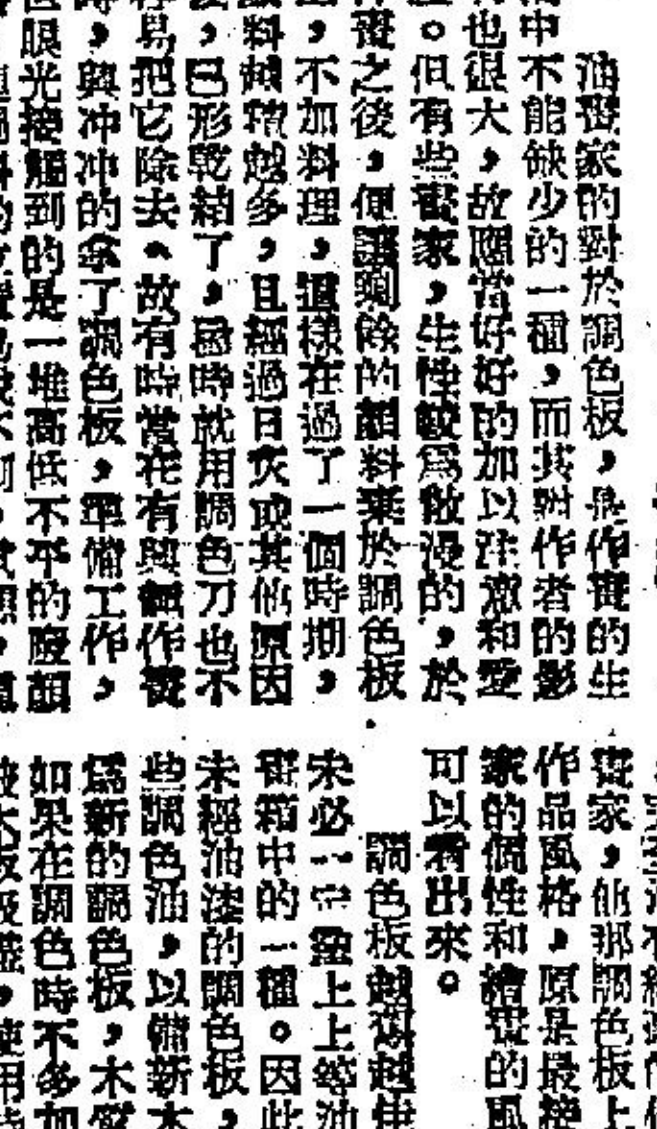 油畫家的對於調色板，是作畫的生
中不能缺少的一種，而其對作者的影
也很大，故應當好好的加以注意和愛
。但有些畫家，生性較爲散漫的，於
畫之後，便讓剩餘的顏料棄於調色板
，不加料理，這樣在過了一個時期，
料越積越多，且經過日炙或其他原因
，已形乾結了，屆時就用調色刀也不
易把它除去。故有時當在有興趣作畫
，興冲冲的拿了調色板，準備工作，
眼光接觸到的是一堆高低不平的廢顏
畫家，他那調色板上
作品風格，原是最接
家的個性和繪畫的風
可以看出來。
調色板越舊越佳
未必一定需上上等油
畫箱中的一種。因此
未經油漆的調色板，
些調色油，以備新木
爲新的調色板，木質
如果在調色時不多加